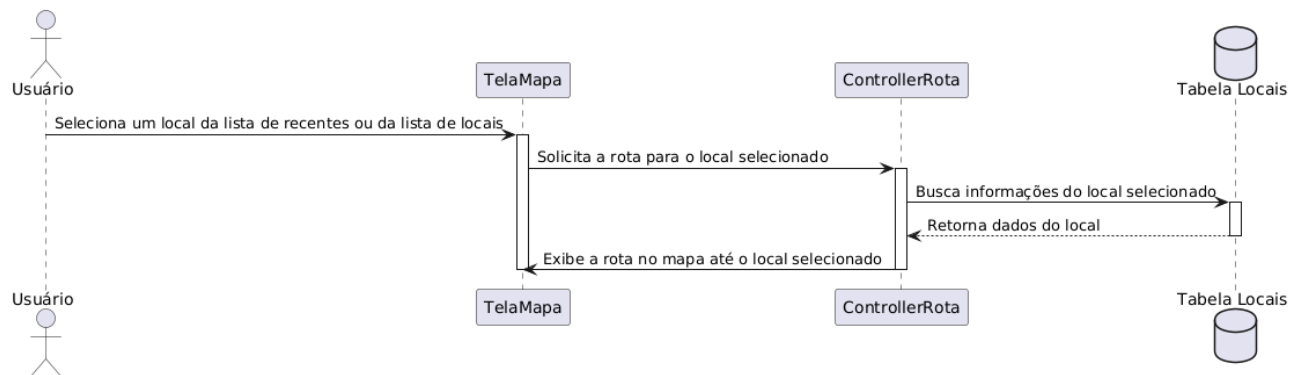 Usuário
TelaMapa
ControllerRota
Tabela Locais
Seleciona um local da lista de recentes ou da lista de locais
Solicita a rota para o local selecionado
Busca informações do local selecionado
Retorna dados do local
Exibe a rota no mapa até o local selecionado
Usuário
TelaMapa
ControllerRota
Tabela Locais